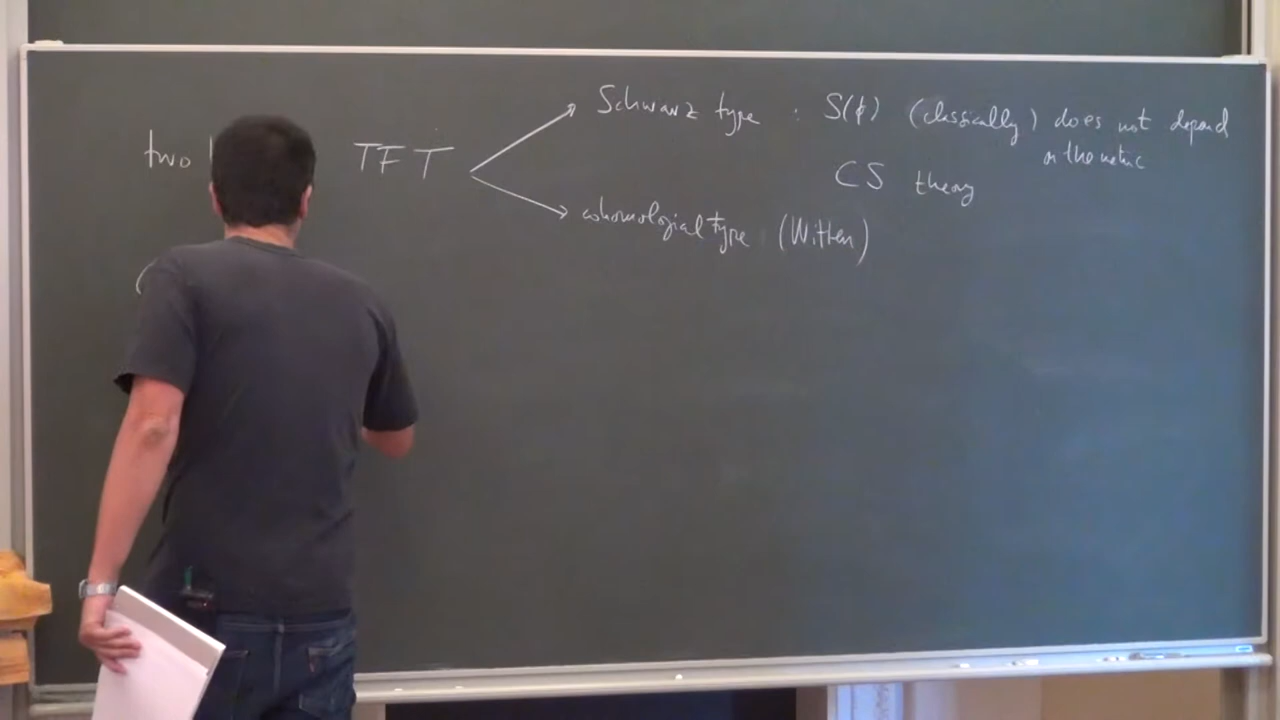 two TFT Schwarz type : S(ϕ) (classically) does not depend
on the metric
CS theory
cohomological type (Witten)